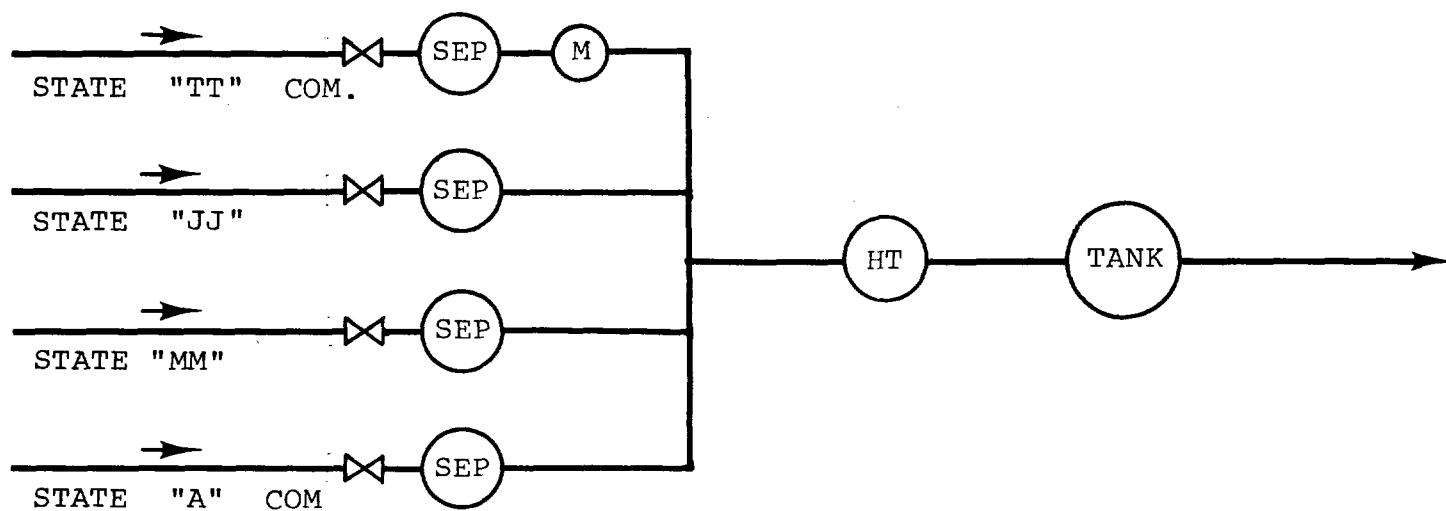 SEP M
STATE "TT" COM.
SEP
STATE "JJ"
HT TANK
SEP
STATE "MM"
SEP
STATE "A" COM